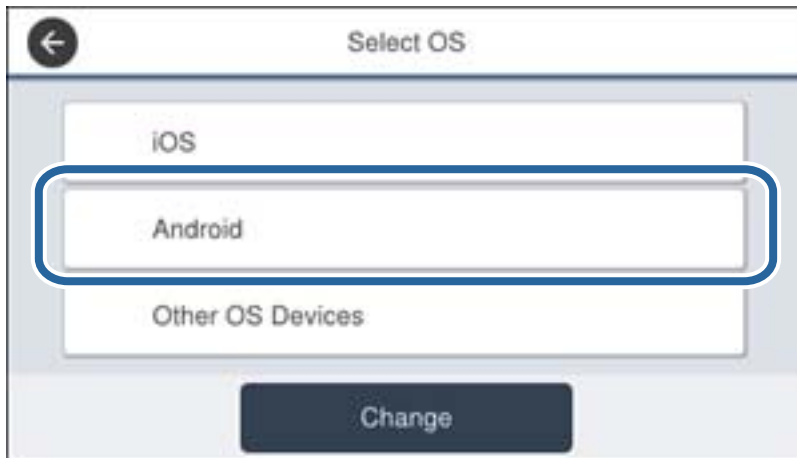 Select OS
iOS
Android
Other OS Devices
Change